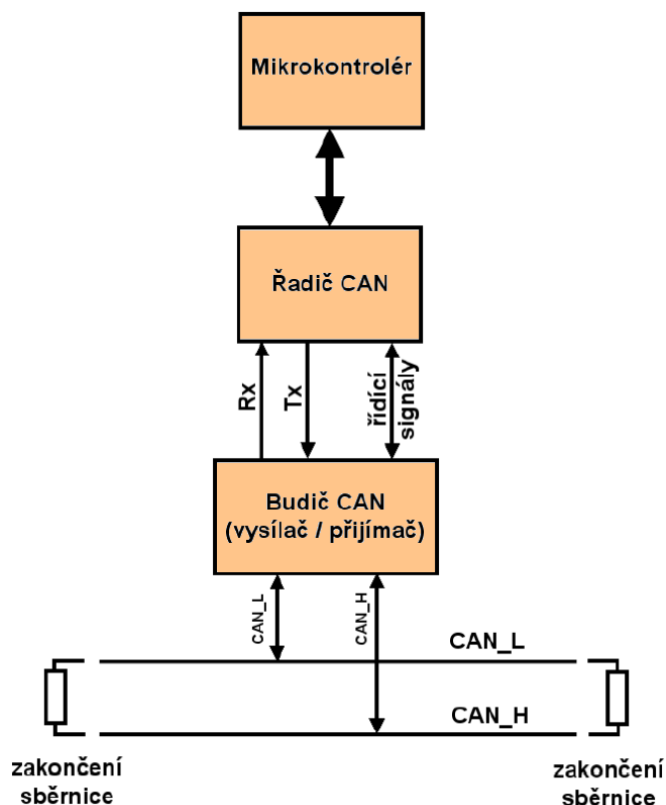 Mikrokontrolér
Řadič CAN
Rx
Tx
řídící
signály
Budič CAN
(vysílač / přijímač)
CAN_L
CAN_H
CAN_L
CAN_H
zakončení
sběrnice
zakončení
sběrnice